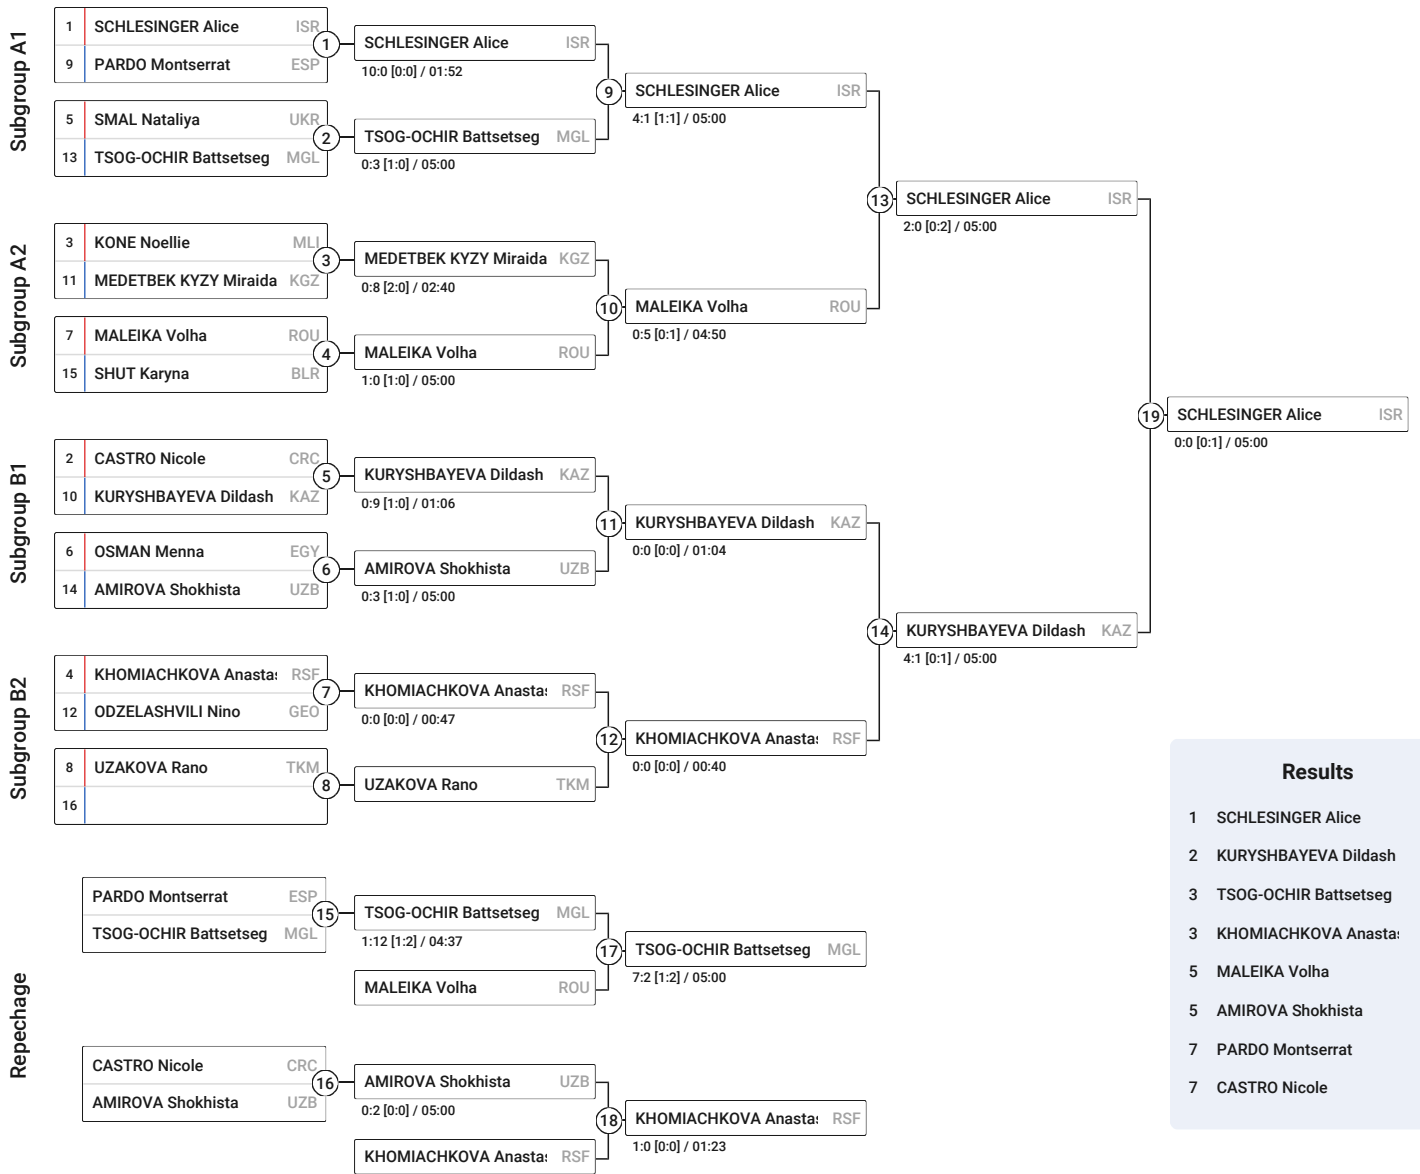 Subgroup A1
1 SCHLESINGER Alice ISR
9 PARDO Montserrat ESP
1
SCHLESINGER Alice ISR
10:0 [0:0] / 01:52
5 SMAL Nataliya UKR
13 TSOG-OCHIR Battsetseg MGL
2
TSOG-OCHIR Battsetseg MGL
0:3 [1:0] / 05:00
9
SCHLESINGER Alice ISR
4:1 [1:1] / 05:00
Subgroup A2
3 KONE Noellie MLI
11 MEDETBEK KYZY Miraida KGZ
3
MEDETBEK KYZY Miraida KGZ
0:8 [2:0] / 02:40
7 MALEIKA Volha ROU
15 SHUT Karyna BLR
4
MALEIKA Volha ROU
1:0 [1:0] / 05:00
10
MALEIKA Volha ROU
0:5 [0:1] / 04:50
13
SCHLESINGER Alice ISR
2:0 [0:2] / 05:00
Subgroup B1
2 CASTRO Nicole CRC
10 KURYSHBAYEVA Dildash KAZ
5
KURYSHBAYEVA Dildash KAZ
0:9 [1:0] / 01:06
6 OSMAN Menna EGY
14 AMIROVA Shokhista UZB
6
AMIROVA Shokhista UZB
0:3 [1:0] / 05:00
11
KURYSHBAYEVA Dildash KAZ
0:0 [0:0] / 01:04
Subgroup B2
4 KHOMIACHKOVA Anastas RSF
12 ODZELASHVILI Nino GEO
7
KHOMIACHKOVA Anastas RSF
0:0 [0:0] / 00:47
8 UZAKOVA Rano TKM
16
8
UZAKOVA Rano TKM
12
KHOMIACHKOVA Anastas RSF
0:0 [0:0] / 00:40
14
KURYSHBAYEVA Dildash KAZ
4:1 [0:1] / 05:00
19
SCHLESINGER Alice ISR
0:0 [0:1] / 05:00
Repechage
PARDO Montserrat ESP
TSOG-OCHIR Battsetseg MGL
15
TSOG-OCHIR Battsetseg MGL
1:12 [1:2] / 04:37
MALEIKA Volha ROU
17
TSOG-OCHIR Battsetseg MGL
7:2 [1:2] / 05:00
CASTRO Nicole CRC
AMIROVA Shokhista UZB
16
AMIROVA Shokhista UZB
0:2 [0:0] / 05:00
KHOMIACHKOVA Anastas RSF
18
KHOMIACHKOVA Anastas RSF
1:0 [0:0] / 01:23
Results
1 SCHLESINGER Alice
2 KURYSHBAYEVA Dildash
3 TSOG-OCHIR Battsetseg
3 KHOMIACHKOVA Anastas
5 MALEIKA Volha
5 AMIROVA Shokhista
7 PARDO Montserrat
7 CASTRO Nicole